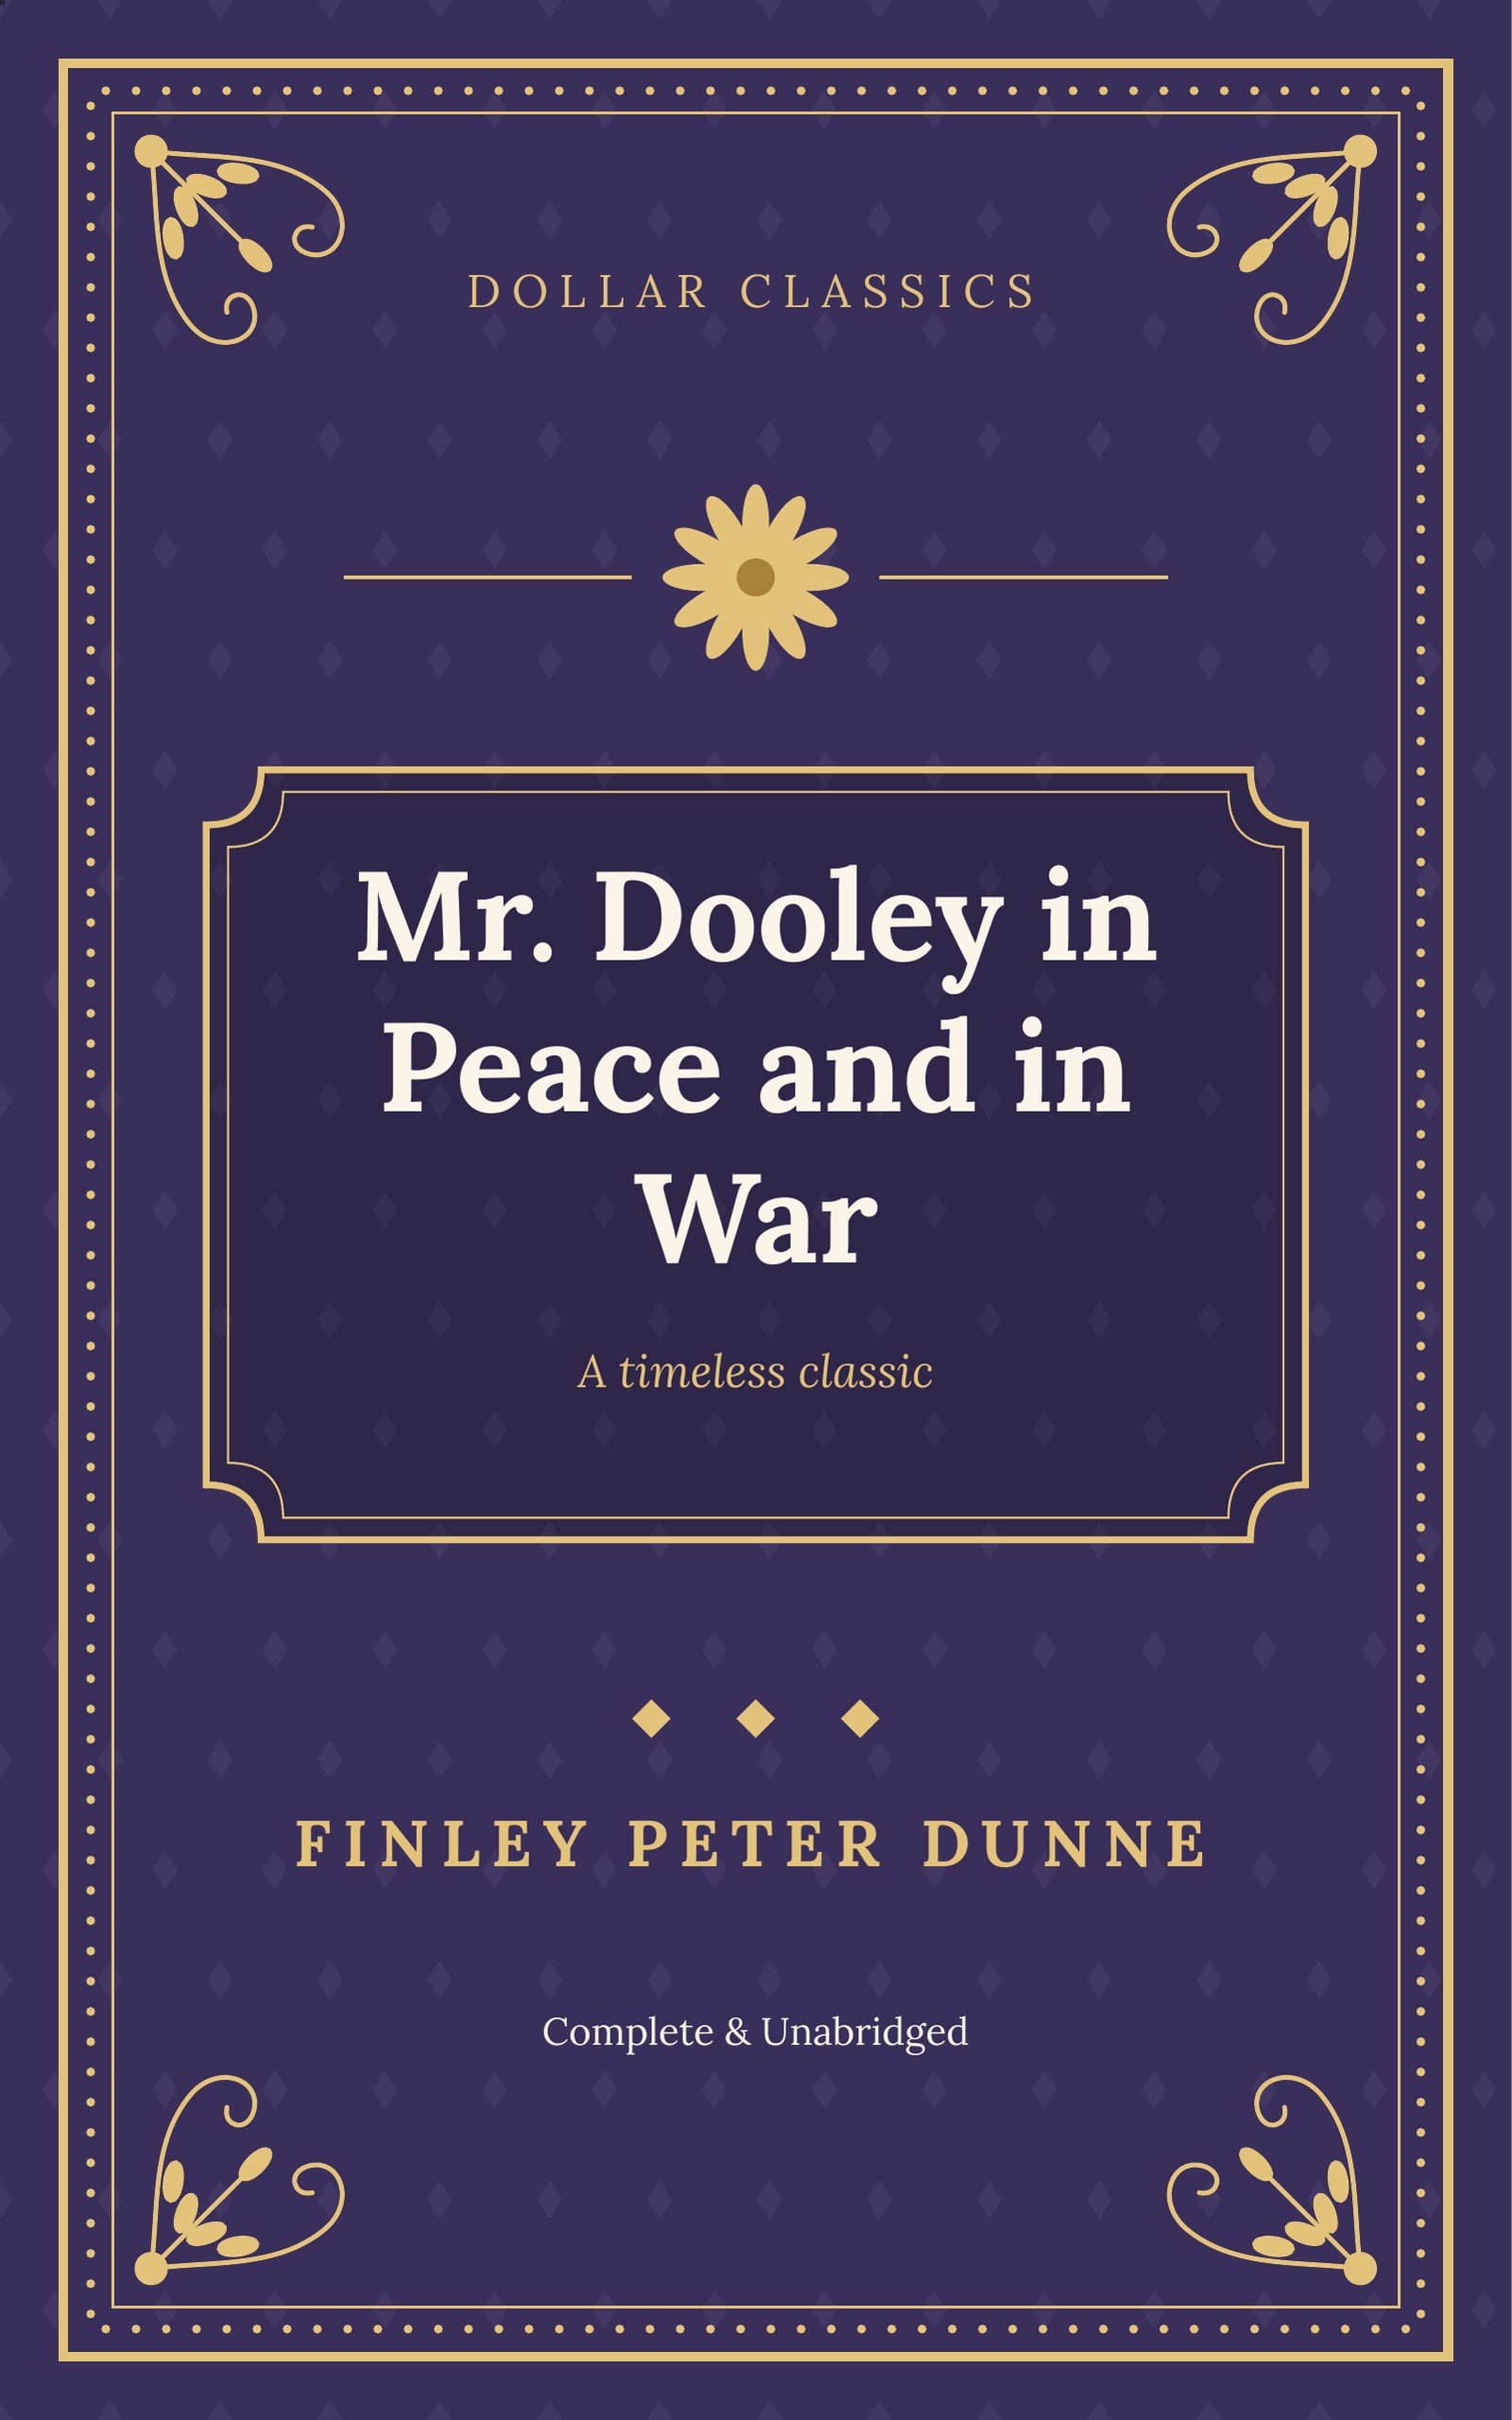 DOLLAR CLASSICS
Mr. Dooley in
Peace and in
War
A timeless classic
FINLEY PETER DUNNE
Complete & Unabridged